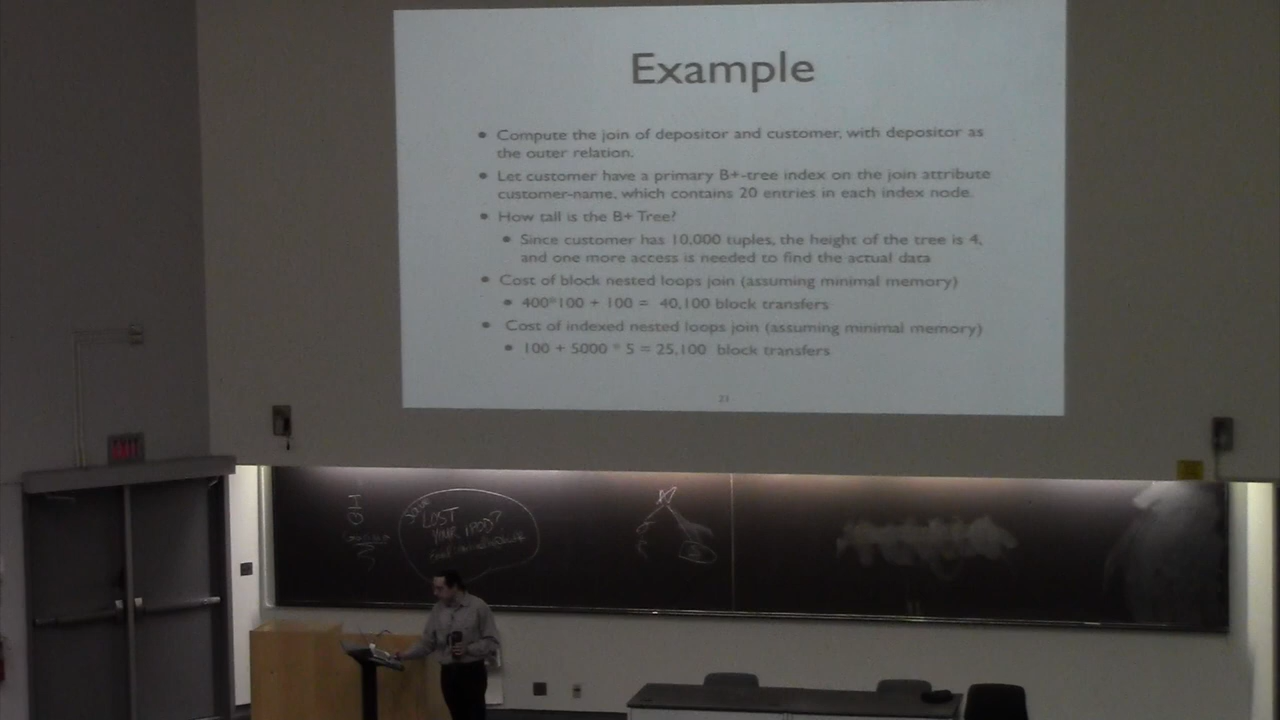 Example
• Compute the join of depositor and customer, with depositor as
the outer relation.
• Let customer have a primary B+-tree index on the join attribute
customer-name, which contains 20 entries in each index node.
• How tall is the B+ Tree?
• Since customer has 10,000 tuples, the height of the tree is 4,
and one more access is needed to find the actual data
• Cost of block nested loops join (assuming minimal memory)
• 400*100 + 100 = 40,100 block transfers
• Cost of indexed nested loops join (assuming minimal memory)
• 100 + 5000 * 5 = 25,100 block transfers
23
EXIT
SAVE
LOST
YOUR IPOD?